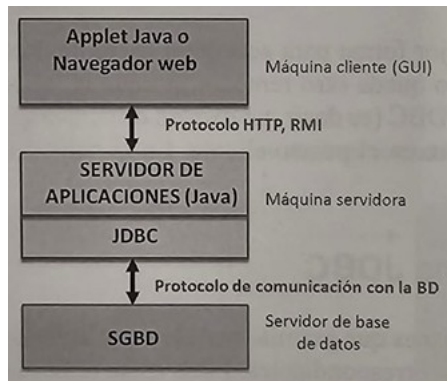 Applet Java o
Navegador web
Máquina cliente (GUI)
Protocolo HTTP, RMI
SERVIDOR DE
APLICACIONES (Java)
Máquina servidora
JDBC
Protocolo de comunicación con la BD
SGBD
Servidor de base
de datos